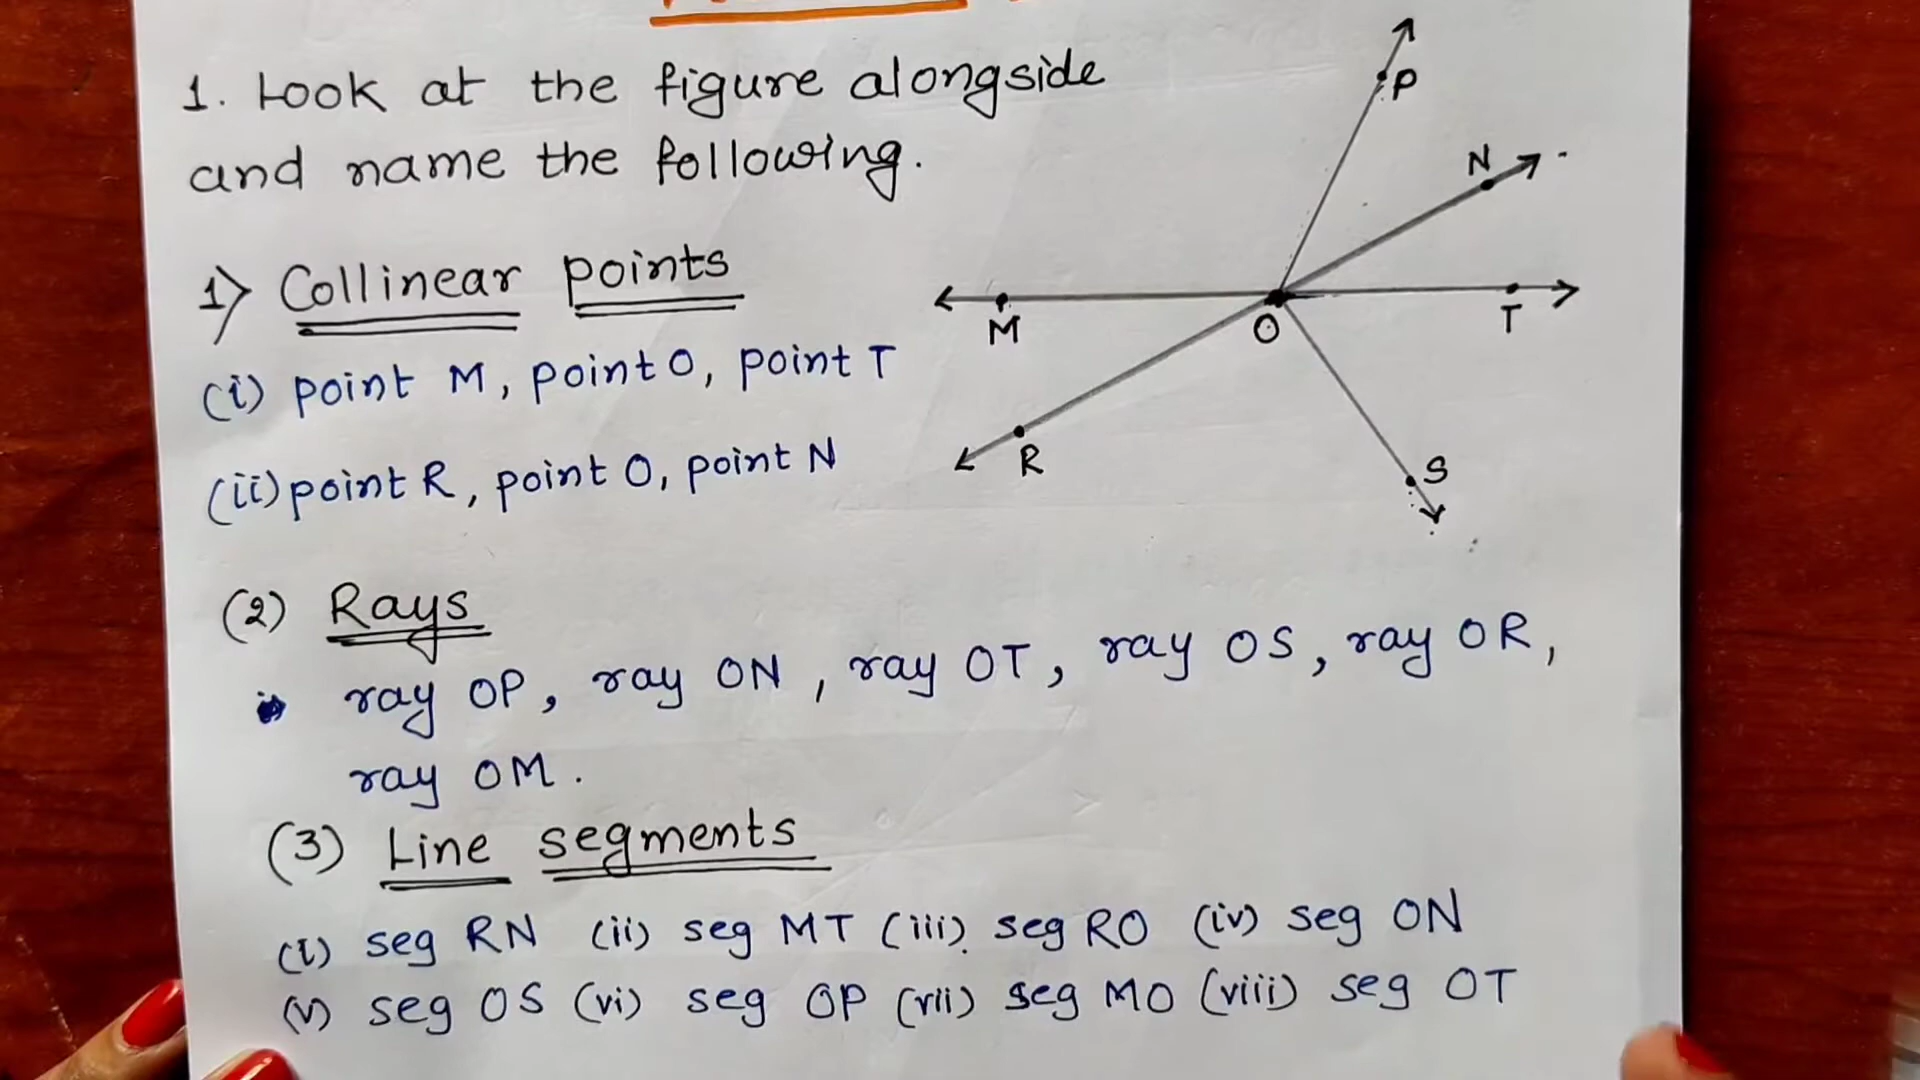 1. Look at the figure alongside
and name the following.
1) Collinear points
(i) point M, point O, point T
(ii) point R, point O, point N
P
N
M
O
T
R
S
(2) Rays
ray OP, ray ON, ray OT, ray OS, ray OR,
ray OM.
(3) Line segments
(i) seg RN (ii) seg MT (iii) seg RO (iv) seg ON
(v) seg OS (vi) seg OP (vii) seg MO (viii) seg OT